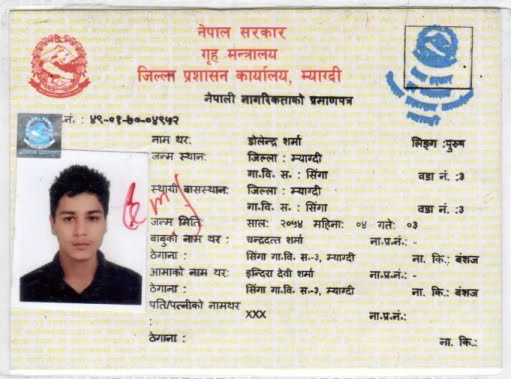 नेपाल सरकार
गृह मन्त्रालय
जिल्ला प्रशासन कार्यालय, म्याग्दी
नेपाली नागरिकताको प्रमाणपत्र
नं. : ४९-०१-७०-०४९५२
नाम थर: डोलेन्द्र शर्मा लिङ्ग: पुरुष
जन्म स्थान: जिल्ला : म्याग्दी
गा.वि. स. : सिंगा वडा नं. :३
स्थायी बासस्थान: जिल्ला : म्याग्दी
गा.वि. स. : सिंगा वडा नं. :३
जन्म मिति: साल: २०५४ महिना: ०४ गते: ०३
बाबुको नाम थर : चन्द्रदत्त शर्मा ना.प्र.नं.: -
ठेगाना: सिंगा गा.वि. स.-३, म्याग्दी ना. कि.: बंशज
आमाको नाम थर: इन्दिरा देवी शर्मा ना.प्र.नं.: -
ठेगाना : सिंगा गा.वि. स.-३, म्याग्दी ना. कि.: बंशज
पति/पत्नीको नामथर : XXX ना.प्र.नं.:
ठेगाना: ना. कि: